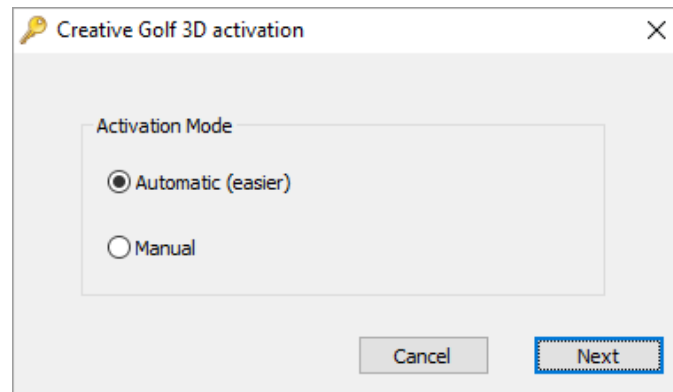 Creative Golf 3D activation
Activation Mode
Automatic (easier)
Manual
Cancel Next